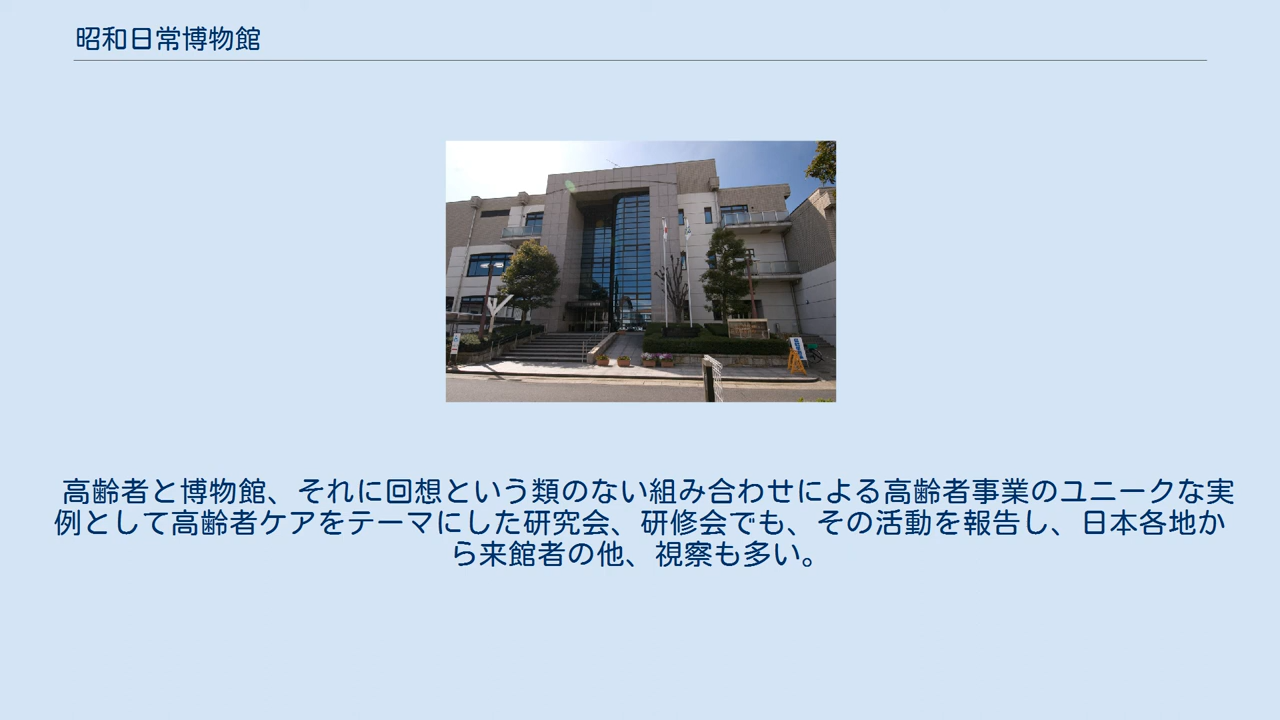 昭和日常博物館
高齢者と博物館、それに回想という類のない組み合わせによる高齢者事業のユニークな実
例として高齢者ケアをテーマにした研究会、研修会でも、その活動を報告し、日本各地か
ら来館者の他、視察も多い。